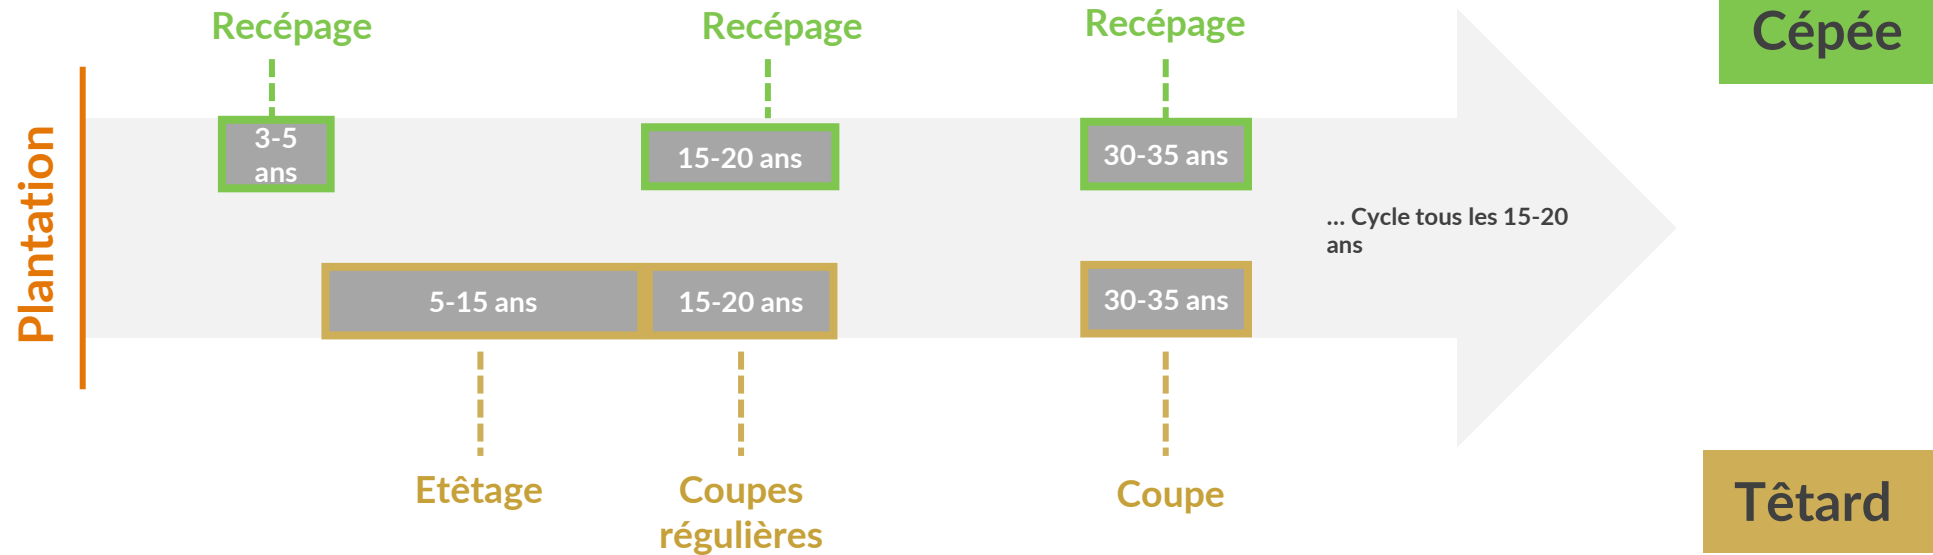 Recépage
Recépage
Recépage
Cépée
Plantation
3-5
ans
15-20 ans
30-35 ans
... Cycle tous les 15-20
ans
5-15 ans
15-20 ans
30-35 ans
Etêtage
Coupes
régulières
Coupe
Têtard